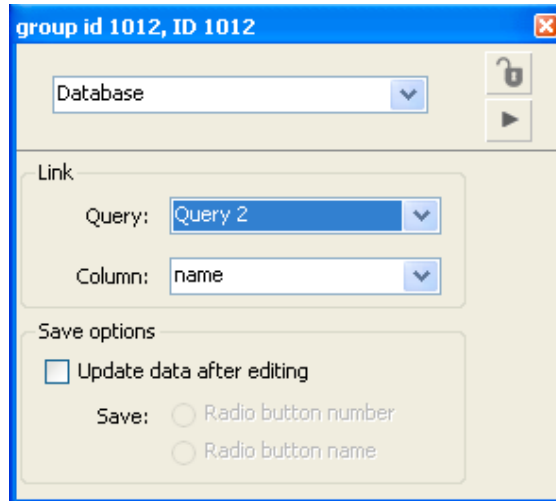 group id 1012, ID 1012
Database
Link
Query: Query 2
Column: name
Save options
Update data after editing
Save: Radio button number
Radio button name